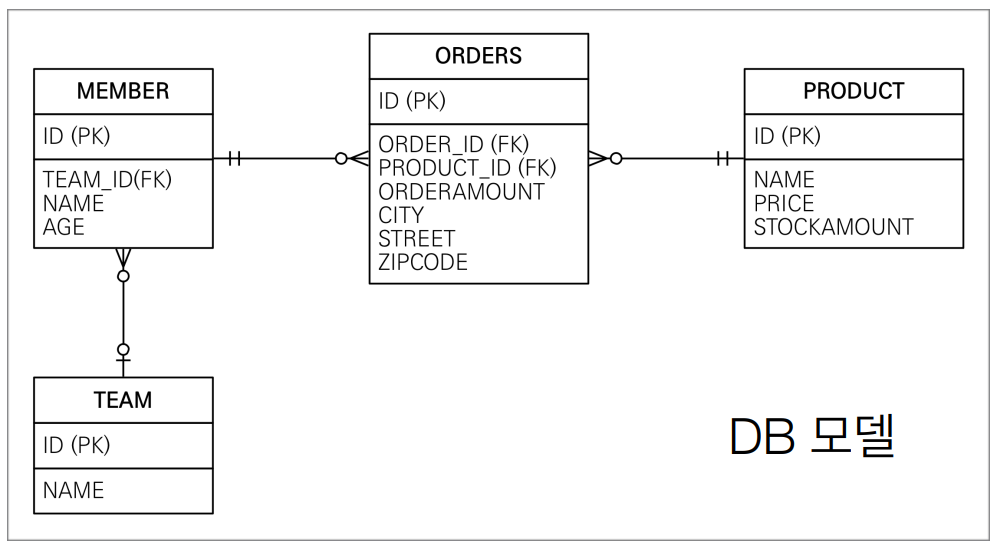 MEMBER
ID (PK)
TEAM_ID(FK)
NAME
AGE
ORDERS
ID (PK)
ORDER_ID (FK)
PRODUCT_ID (FK)
ORDERAMOUNT
CITY
STREET
ZIPCODE
PRODUCT
ID (PK)
NAME
PRICE
STOCKAMOUNT
TEAM
ID (PK)
NAME
DB 모델